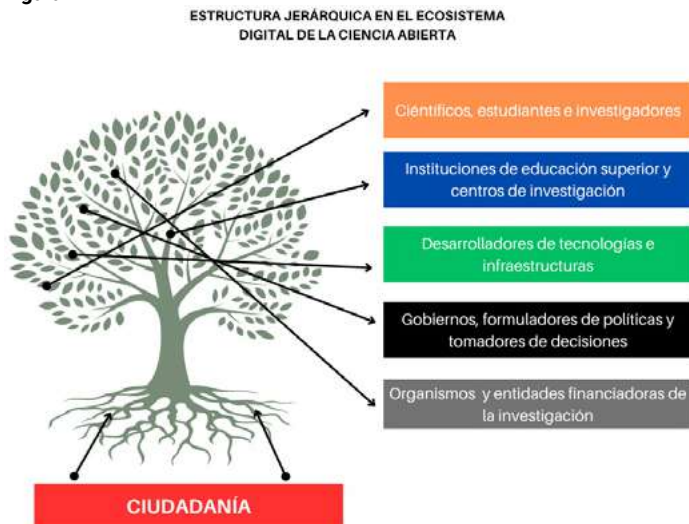 ESTRUCTURA JERÁRQUICA EN EL ECOSISTEMA
DIGITAL DE LA CIENCIA ABIERTA
Científicos, estudiantes e investigadores
Instituciones de educación superior y
centros de investigación
Desarrolladores de tecnologías e
infraestructuras
Gobiernos, formuladores de políticas y
tomadores de decisiones
Organismos y entidades financiadoras de
la investigación
CIUDADANÍA